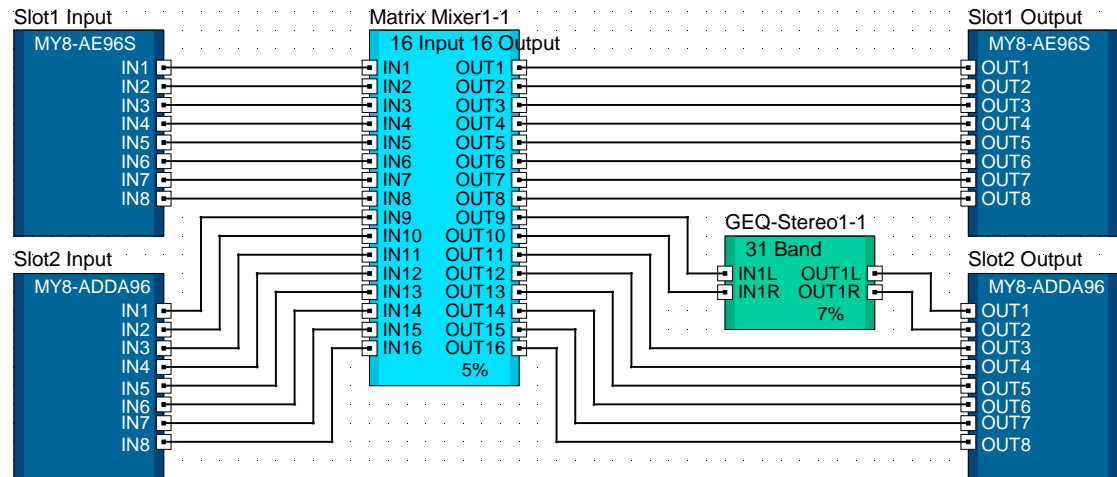 Slot1 Input
MY8-AE96S
IN1
IN2
IN3
IN4
IN5
IN6
IN7
IN8
Slot2 Input
MY8-ADDA96
IN1
IN2
IN3
IN4
IN5
IN6
IN7
IN8
Matrix Mixer1-1
16 Input 16 Output
IN1 OUT1
IN2 OUT2
IN3 OUT3
IN4 OUT4
IN5 OUT5
IN6 OUT6
IN7 OUT7
IN8 OUT8
IN9 OUT9
IN10 OUT10
IN11 OUT11
IN12 OUT12
IN13 OUT13
IN14 OUT14
IN15 OUT15
IN16 OUT16
5%
GEQ-Stereo1-1
31 Band
IN1L OUT1L
IN1R OUT1R
7%
Slot1 Output
MY8-AE96S
OUT1
OUT2
OUT3
OUT4
OUT5
OUT6
OUT7
OUT8
Slot2 Output
MY8-ADDA96
OUT1
OUT2
OUT3
OUT4
OUT5
OUT6
OUT7
OUT8